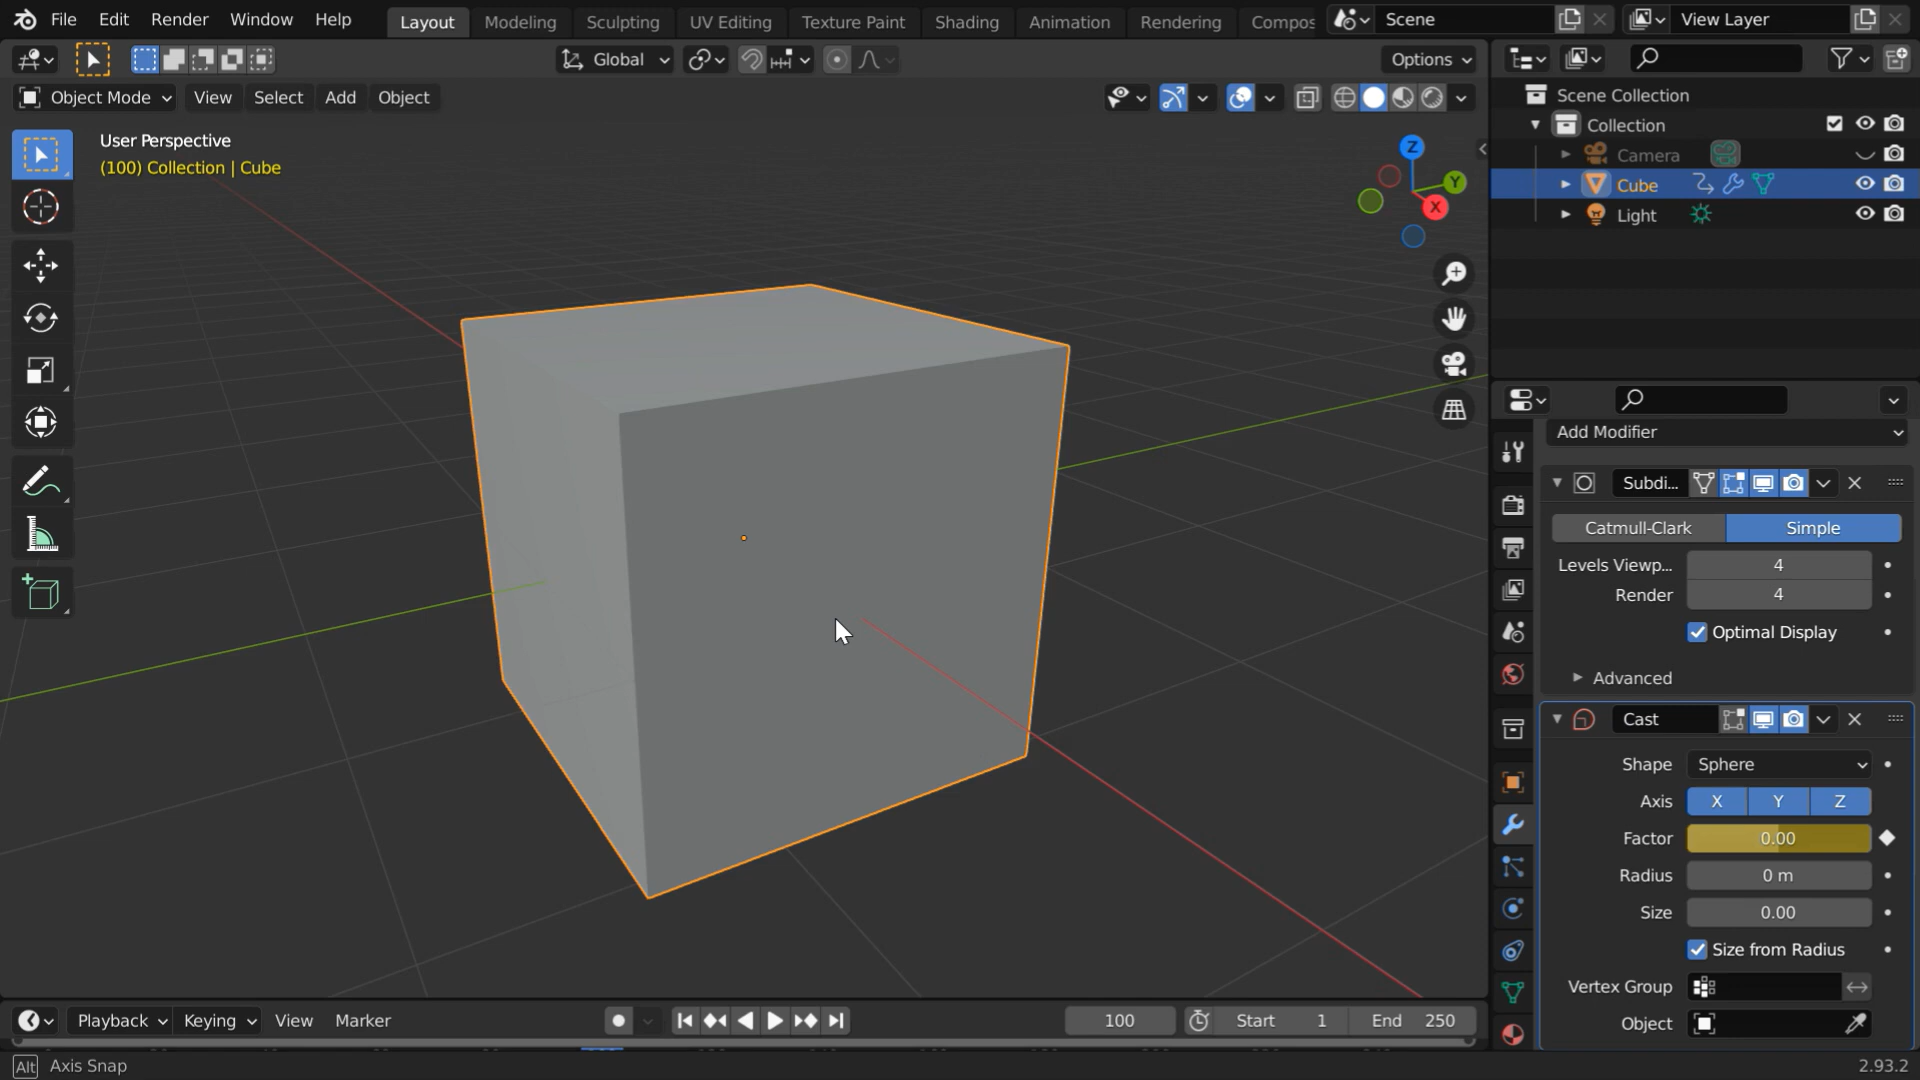 File Edit Render Window Help Layout Modeling Sculpting UV Editing Texture Paint Shading Animation Rendering Compos Scene View Layer
Global Options
Object Mode View Select Add Object
User Perspective
(100) Collection | Cube
Z
Y
X
Scene Collection
Collection
Camera
Cube
Light
Add Modifier
Subdi...
Catmull-Clark Simple
Levels Viewp... 4
Render 4
Optimal Display
Advanced
Cast
Shape Sphere
Axis X Y Z
Factor 0.00
Radius 0 m
Size 0.00
Size from Radius
Vertex Group
Object
Playback Keying View Marker 100 Start 1 End 250
Alt Axis Snap 2.93.2